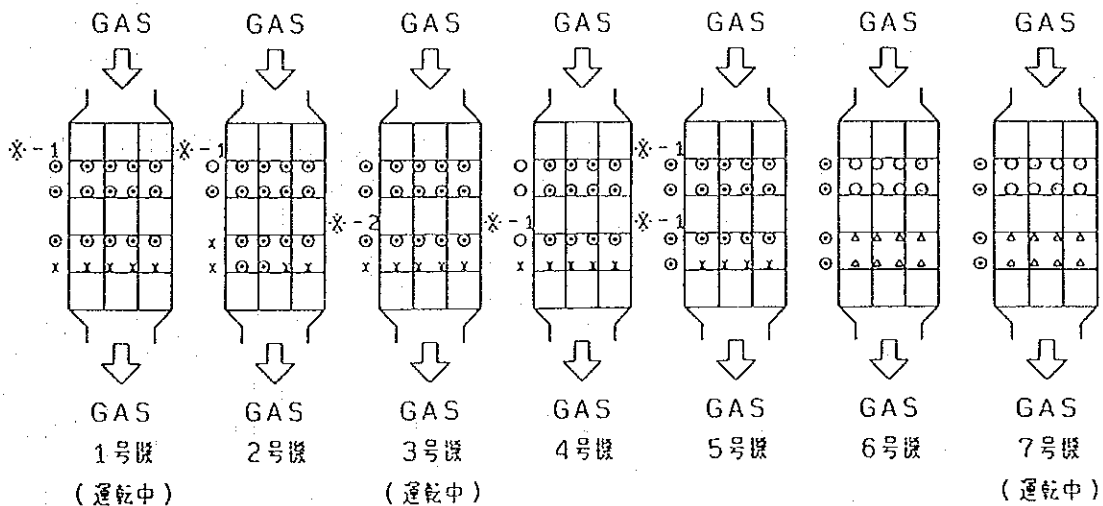 GAS GAS GAS GAS GAS GAS GAS
※-1 ※-1 ※-1
※-2 ※-1 ※-1
GAS GAS GAS GAS GAS GAS GAS
1号機 2号機 3号機 4号機 5号機 6号機 7号機
(運転中) (運転中) (運転中)